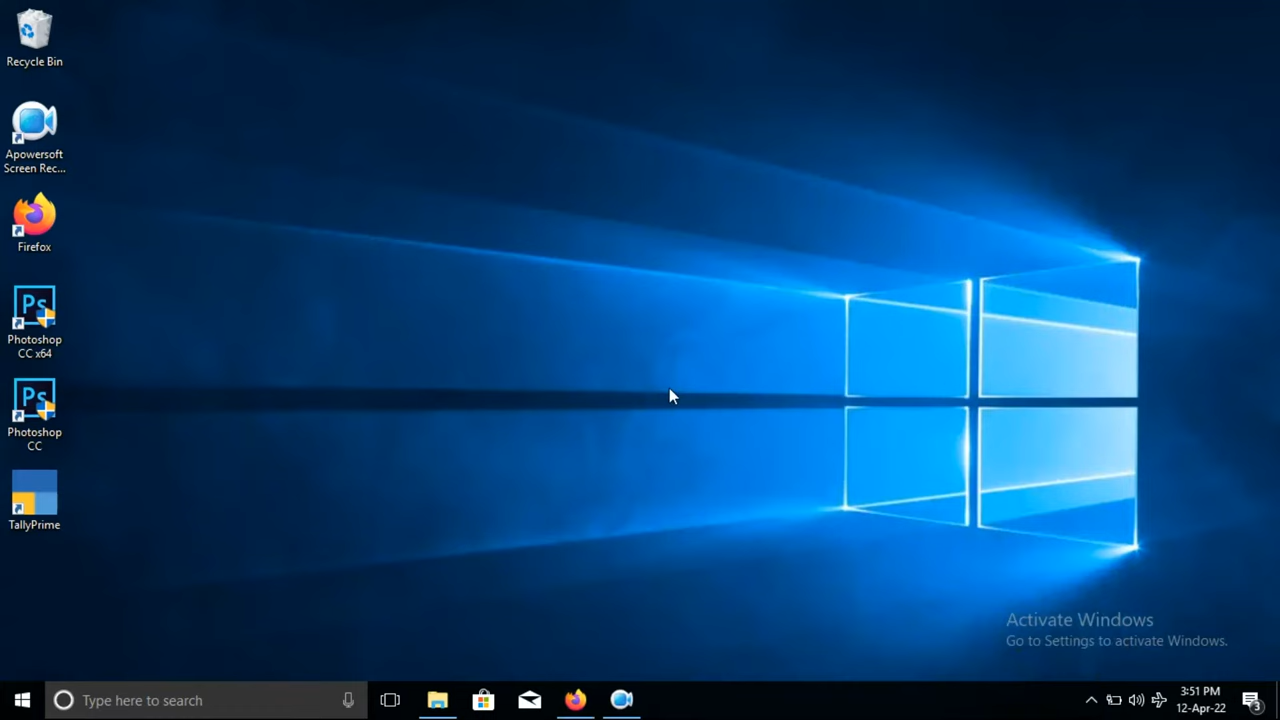 Recycle Bin
Apowersoft
Screen Rec...
Firefox
Ps
Photoshop
CC x64
Ps
Photoshop
CC
TallyPrime
Activate Windows
Go to Settings to activate Windows.
Type here to search
3:51 PM
12-Apr-22
3